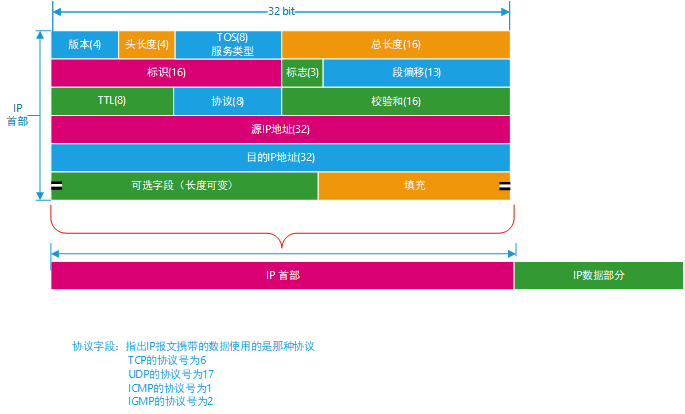 32 bit
版本(4) 头长度(4) TOS(8) 服务类型 总长度(16)
标识(16) 标志(3) 段偏移(13)
TTL(8) 协议(8) 校验和(16)
IP
首部
源IP地址(32)
目的IP地址(32)
可选字段（长度可变） 填充
IP 首部 IP数据部分
协议字段：指出IP报文携带的数据使用的是那种协议
TCP的协议号为6
UDP的协议号为17
ICMP的协议号为1
IGMP的协议号为2